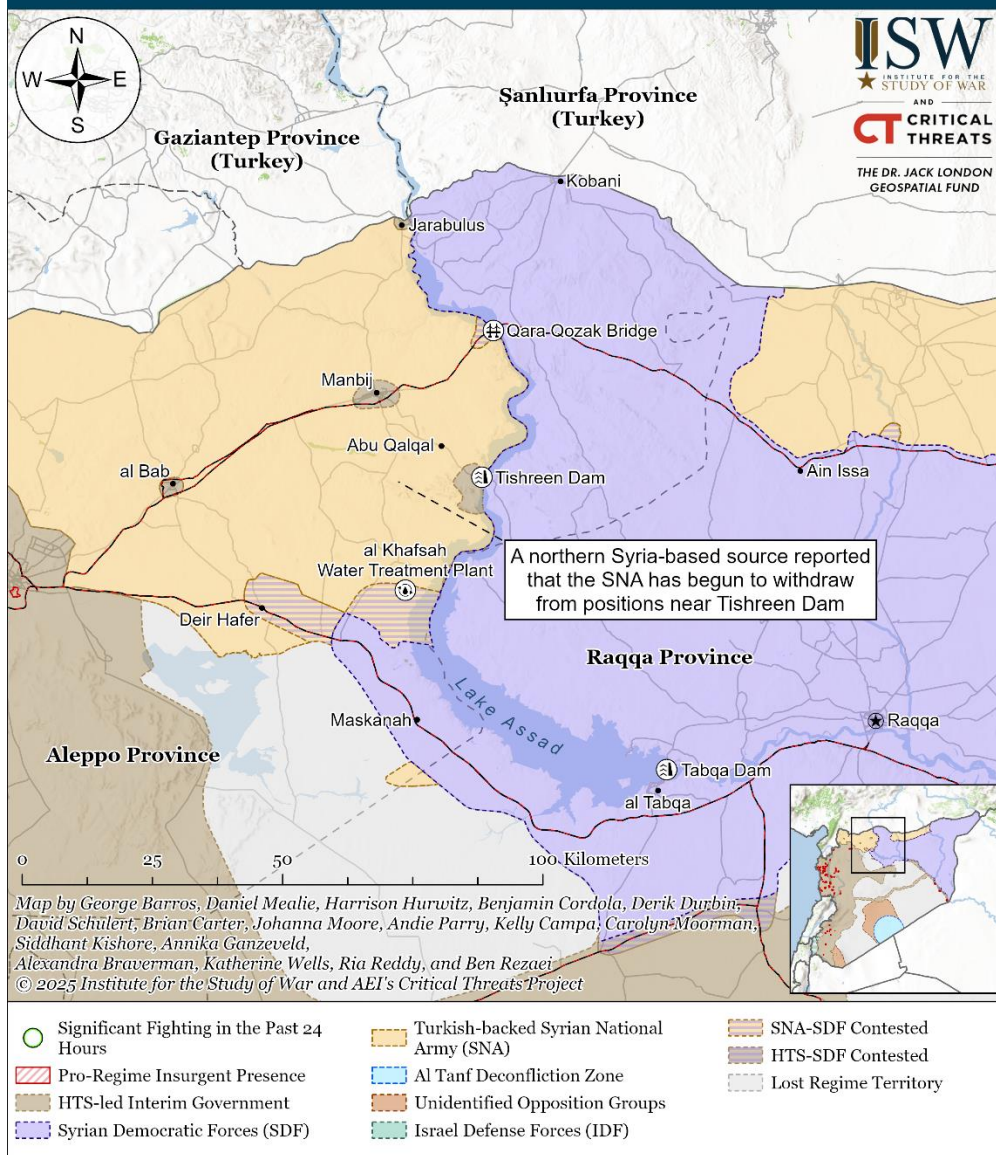 N
W
E
S
ISW
INSTITUTE FOR THE
STUDY OF WAR
AND
CT CRITICAL
THREATS
THE DR. JACK LONDON
GEOSPATIAL FUND
Şanlıurfa Province
(Turkey)
Gaziantep Province
(Turkey)
Kobani
Jarabulus
Qara-Qozak Bridge
Manbij
Abu Qalqal
al Bab
Tishreen Dam
Ain Issa
al Khafsah
Water Treatment Plant
A northern Syria-based source reported
that the SNA has begun to withdraw
from positions near Tishreen Dam
Deir Hafer
Raqqa Province
Lake Assad
Maskanah
Raqqa
Aleppo Province
Tabqa Dam
al Tabqa
0 25 50 100 Kilometers
Map by George Barros, Daniel Mealie, Harrison Hurwitz, Benjamin Cordola, Derik Durbin,
David Schulert, Brian Carter, Johanna Moore, Andie Parry, Kelly Campa, Carolyn Moorman,
Siddhant Kishore, Annika Ganzeveld,
Alexandra Braverman, Katherine Wells, Ria Reddy, and Ben Rezaei
© 2025 Institute for the Study of War and AEI's Critical Threats Project
Significant Fighting in the Past 24
Hours
Pro-Regime Insurgent Presence
HTS-led Interim Government
Syrian Democratic Forces (SDF)
Turkish-backed Syrian National
Army (SNA)
Al Tanf Deconfliction Zone
Unidentified Opposition Groups
Israel Defense Forces (IDF)
SNA-SDF Contested
HTS-SDF Contested
Lost Regime Territory